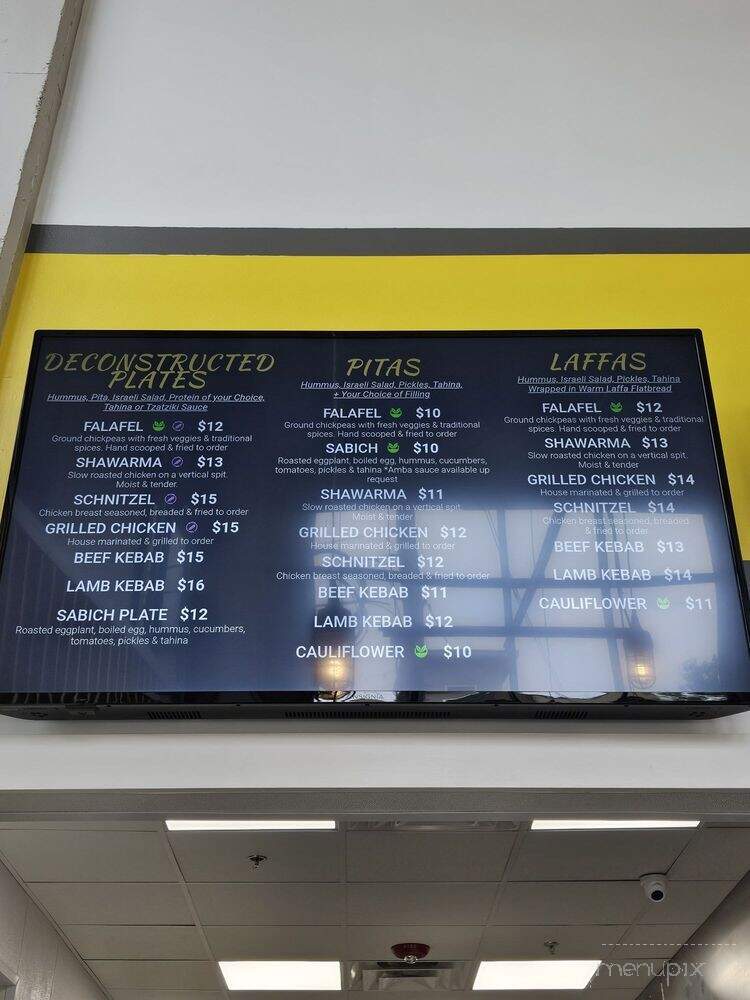 DECONSTRUCTED
PLATES
Hummus, Pita, Israeli Salad, Protein of your Choice,
Tahina or Tzatziki Sauce
FALAFEL $12
Ground chickpeas with fresh veggies & traditional
spices. Hand scooped & fried to order
SHAWARMA $13
Slow roasted chicken on a vertical spit.
Moist & tender.
SCHNITZEL $15
Chicken breast seasoned, breaded & fried to order
GRILLED CHICKEN $15
House marinated & grilled to order
BEEF KEBAB $15
LAMB KEBAB $16
SABICH PLATE $12
Roasted eggplant, boiled egg, hummus, cucumbers,
tomatoes, pickles & tahina
PITAS
Hummus, Israeli Salad, Pickles, Tahina,
+ Your Choice of Filling
FALAFEL $10
Ground chickpeas with fresh veggies & traditional
spices. Hand scooped & fried to order
SABICH $10
Roasted eggplant, boiled egg, hummus, cucumbers,
tomatoes, pickles & tahina *Amba sauce available up
request
SHAWARMA $11
Slow roasted chicken on a vertical spit.
Moist & tender
GRILLED CHICKEN $12
House marinated & grilled to order
SCHNITZEL $12
Chicken breast seasoned, breaded & fried to order
BEEF KEBAB $11
LAMB KEBAB $12
CAULIFLOWER $10
LAFFAS
Hummus, Israeli Salad, Pickles, Tahina
Wrapped in Warm Laffa Flatbread
FALAFEL $12
Ground chickpeas with fresh veggies & traditional
spices. Hand scooped & fried to order
SHAWARMA $13
Slow roasted chicken on a vertical spit.
Moist & tender
GRILLED CHICKEN $14
House marinated & grilled to order
SCHNITZEL $14
Chicken breast seasoned, breaded
& fried to order
BEEF KEBAB $13
LAMB KEBAB $14
CAULIFLOWER $11
INSIGNIA
menupix